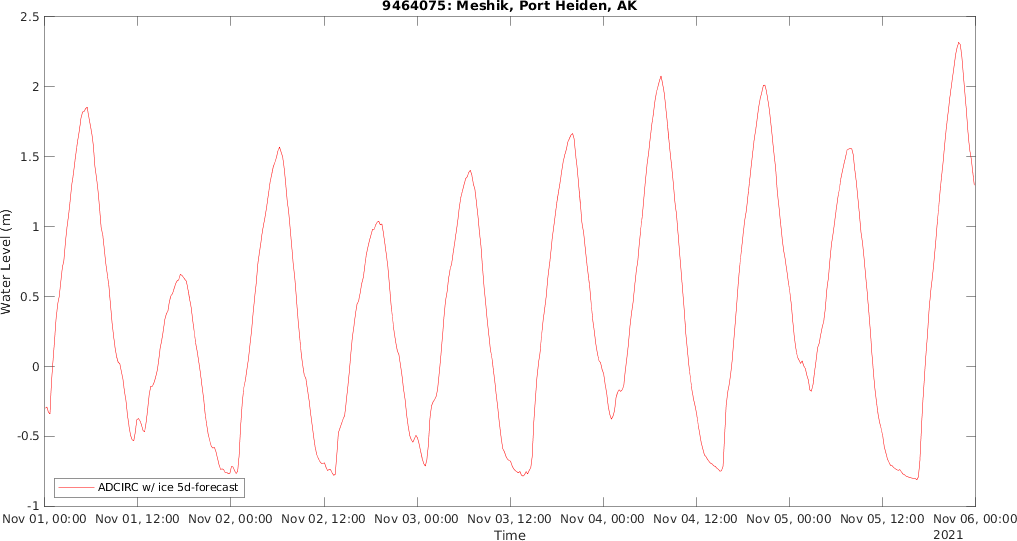 9464075: Meshik, Port Heiden, AK
2.5
2
1.5
1
0.5
0
-0.5
-1
Water Level (m)
ADCIRC w/ ice 5d-forecast
Nov 01, 00:00 Nov 01, 12:00 Nov 02, 00:00 Nov 02, 12:00 Nov 03, 00:00 Nov 03, 12:00 Nov 04, 00:00 Nov 04, 12:00 Nov 05, 00:00 Nov 05, 12:00 Nov 06, 00:00
Time
2021